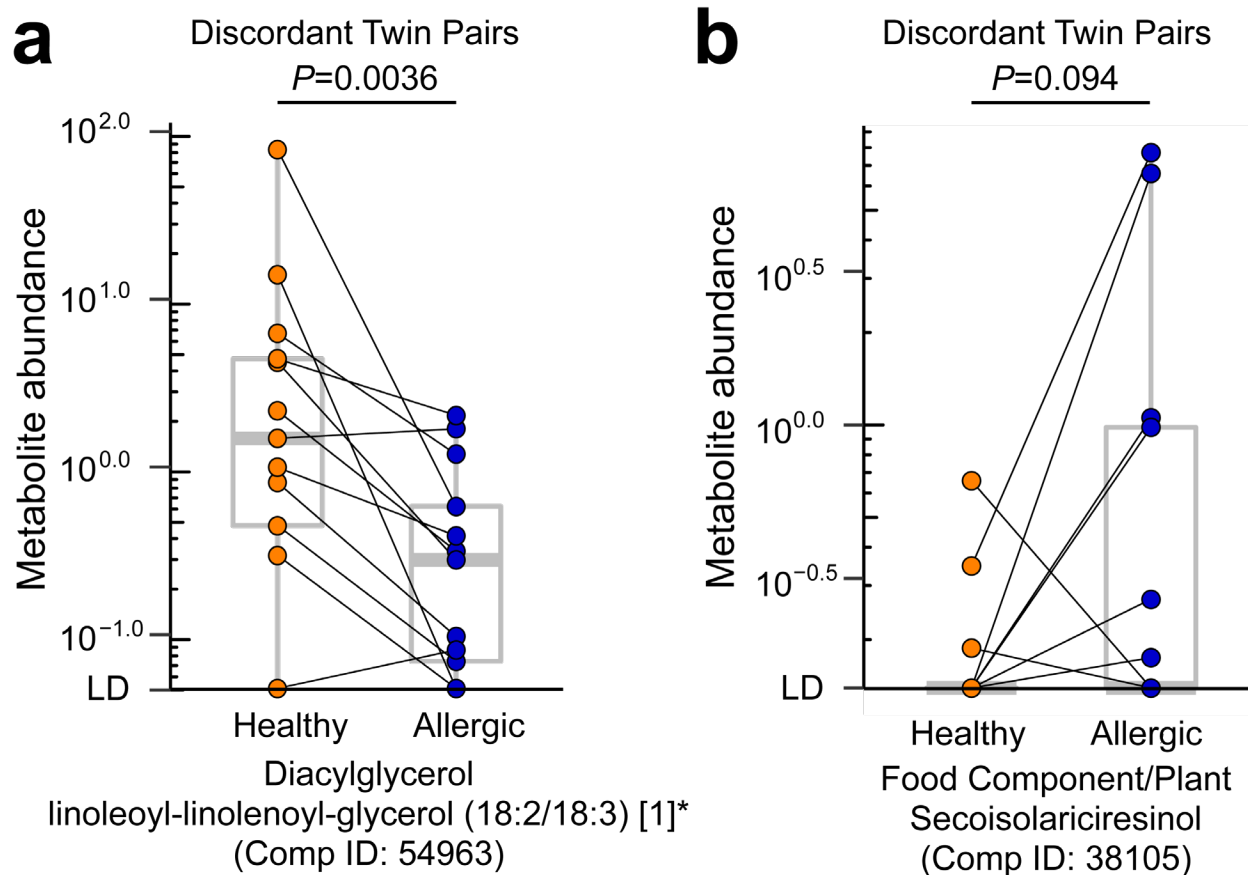 a
Discordant Twin Pairs
P=0.0036
Metabolite abundance
10^2.0
10^1.0
10^0.0
10^−1.0
LD
Healthy Allergic
Diacylglycerol
linoleoyl-linolenoyl-glycerol (18:2/18:3) [1]*
(Comp ID: 54963)
b
Discordant Twin Pairs
P=0.094
Metabolite abundance
10^0.5
10^0.0
10^−0.5
LD
Healthy Allergic
Food Component/Plant
Secoisolariciresinol
(Comp ID: 38105)